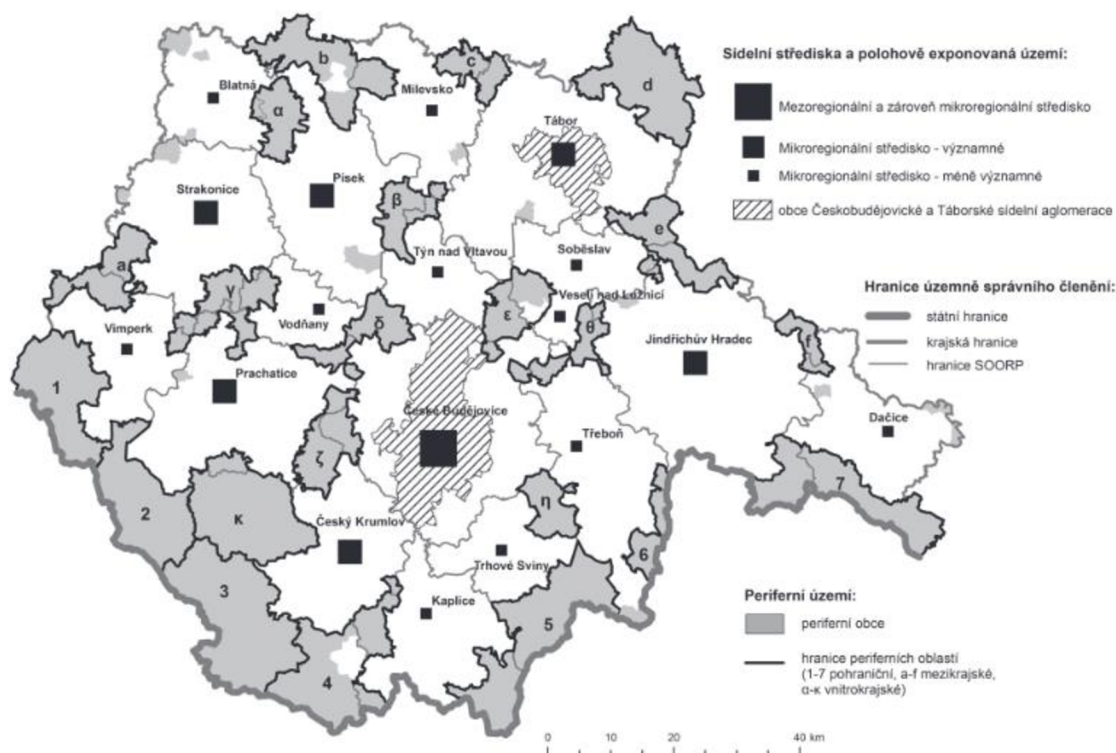 Sídelní střediska a polohově exponovaná území:
Mezoregionální a zároveň mikroregionální středisko
Mikroregionální středisko - významné
Mikroregionální středisko - méně významné
obce Českobudějovické a Táborské sídelní aglomerace
Hranice územně správního členění:
státní hranice
krajská hranice
hranice SOORP
Periferní území:
periferní obce
hranice periferních oblastí
(1-7 pohraniční, a-f mezikrajské,
α-κ vnitrokrajské)
b
c
d
Blatná
α
Milevsko
Tábor
Strakonice
Písek
β
e
a
Týn nad Vltavou
Soběslav
γ
Vodňany
δ
ε
Veselí nad Lužnicí
θ
Vimperk
Jindřichův Hradec
f
1
Prachatice
České Budějovice
Třeboň
Dačice
ζ
2
κ
η
7
Český Krumlov
Trhové Sviny
6
3
Kaplice
5
4
0 20 40 km